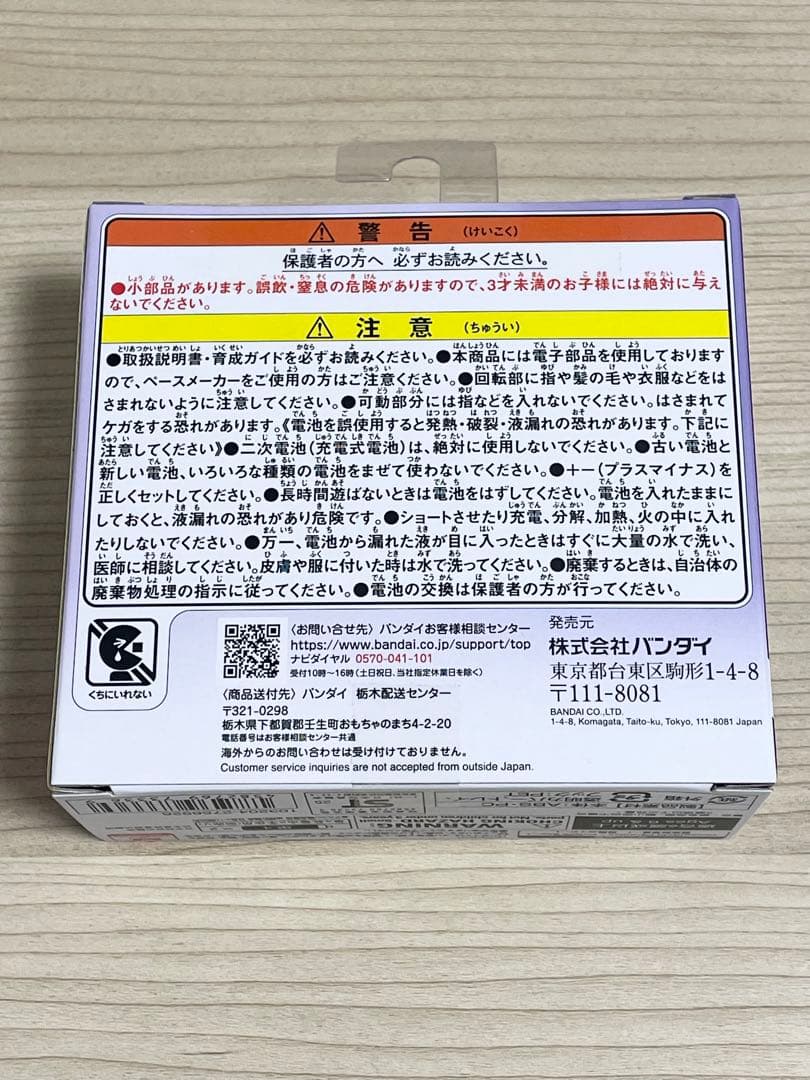 ⚠ 警告 (けいこく)
保護者の方へ 必ずお読みください。
●小部品があります。誤飲・窒息の危険がありますので、3才未満のお子様には絶対に与え
ないでください。
⚠ 注意 (ちゅうい)
●取扱説明書・育成ガイドを必ずお読みください。●本商品には電子部品を使用しております
ので、ペースメーカーをご使用の方はご注意ください。●回転部に指や髪の毛や衣服などをは
さまれないように注意してください。●可動部分には指などを入れないでください。はさまれて
ケガをする恐れがあります。《電池を誤使用すると発熱・破裂・液漏れの恐れがあります。下記に
注意してください》●二次電池(充電式電池)は、絶対に使用しないでください。●古い電池と
新しい電池、いろいろな種類の電池をまぜて使わないでください。●+-(プラスマイナス)を
正しくセットしてください。●長時間遊ばないときは電池をはずしてください。電池を入れたままに
しておくと、液漏れの恐れがあり危険です。●ショートさせたり充電、分解、加熱、火の中に入れ
たりしないでください。●万一、電池から漏れた液が目に入ったときはすぐに大量の水で洗い、
医師に相談してください。皮膚や服に付いた時は水で洗ってください。●廃棄するときは、自治体の
廃棄物処理の指示に従ってください。●電池の交換は保護者の方が行ってください。
くちにいれない
〈お問い合せ先〉バンダイお客様相談センター
https://www.bandai.co.jp/support/top
ナビダイヤル 0570-041-101
受付10時〜16時(土日祝日、当社指定休業日を除く)
〈商品送付先〉バンダイ 栃木配送センター
〒321-0298
栃木県下都賀郡壬生町おもちゃのまち4-2-20
電話番号はお客様相談センター共通
海外からのお問い合わせは受け付けておりません。
Customer service inquiries are not accepted from outside Japan.
発売元
株式会社バンダイ
東京都台東区駒形1-4-8
〒111-8081
BANDAI CO.,LTD.
1-4-8, Komagata, Taito-ku, Tokyo, 111-8081 Japan
WARNING
CHOKING HAZARD
ST